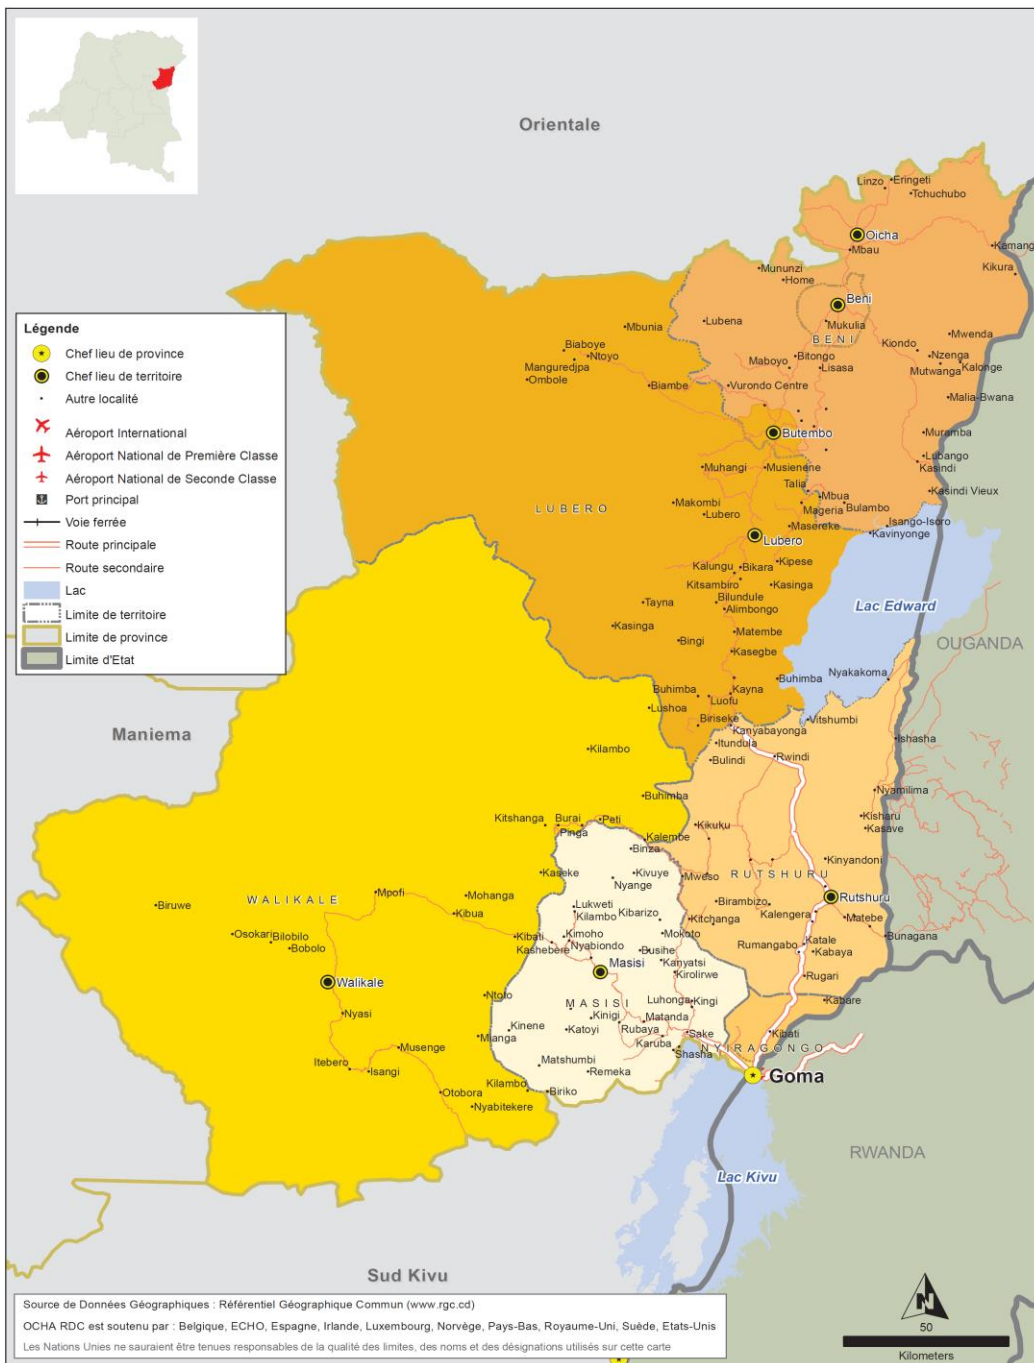 Orientale
Linzo
Eringeti
Tchuchubo
Oicha
Mbau
Kamang
Kikura
Mununzi
Home
Beni
Mukulia
BENI
Lubena
Mbunia
Biaboye
Ntoyo
Manguredjpa
Ombole
Biambe
Maboyo
Bitongo
Lisasa
Vurondo Centre
Kiondo
Mwenda
Nzenga
Mutwanga
Kalonge
Malia-Bwana
Butembo
Muramba
Lubango
Kasindi
Kasindi Vieux
Muhangi
Musienene
Talia
Mbua
Mageria
Bulambo
Makombi
Lubero
LUBERO
Masereke
Isango-Isoro
Kavinyonge
Lubero
Kipese
Kalungu
Bikara
Kitsambiro
Kasinga
Bilundule
Alimbongo
Tayna
Kasinga
Bingi
Matembe
Kasegbe
Lac Edward
OUGANDA
Nyakakoma
Buhimba
Buhimba
Kayna
Luofu
Lushoa
Biriseke
Kanyabayonga
Vitshumbi
Ishasha
Itundula
Bulindi
Rwindi
Kilambo
Nyamilima
Buhimba
Kisharu
Kasave
Kitshanga
Burai
Peti
Pinga
Kikuku
Kalembe
Binza
Kinyandoni
Kaseke
Kivuye
Nyange
Mweso
RUTSHURU
Rutshuru
Birambizo
Kalengera
Matebe
Bunagana
Biruwe
WALIKALE
Mpofi
Mohanga
Kibua
Lukweti
Kilambo
Kibarizo
Kitchanga
Mokoto
Osokari
Bilobilo
Bobolo
Kibati
Kashebere
Kimoho
Nyabiondo
Busihe
Kanyatsi
Rumangabo
Katale
Kabaya
Masisi
Kirolirwe
Rugari
Walikale
Ntoto
MASISI
Luhonga
Kingi
Kabare
Nyasi
Kinigi
Matanda
Kinene
Katoyi
Rubaya
Sake
Kibati
Mianga
Karuba
NYIRAGONGO
Shasha
Musenge
Matshumbi
Remeka
Itebero
Isangi
Goma
Kilambo
Biriko
Otobora
Nyabitekere
RWANDA
Lac Kivu
Maniema
Sud Kivu
Légende
Chef lieu de province
Chef lieu de territoire
Autre localité
Aéroport International
Aéroport National de Première Classe
Aéroport National de Seconde Classe
Port principal
Voie ferrée
Route principale
Route secondaire
Lac
Limite de territoire
Limite de province
Limite d'Etat
Source de Données Géographiques : Référentiel Géographique Commun (www.rgc.cd)
OCHA RDC est soutenu par : Belgique, ECHO, Espagne, Irlande, Luxembourg, Norvège, Pays-Bas, Royaume-Uni, Suède, Etats-Unis
Les Nations Unies ne sauraient être tenues responsables de la qualité des limites, des noms et des désignations utilisés sur cette carte
N
50
Kilometers